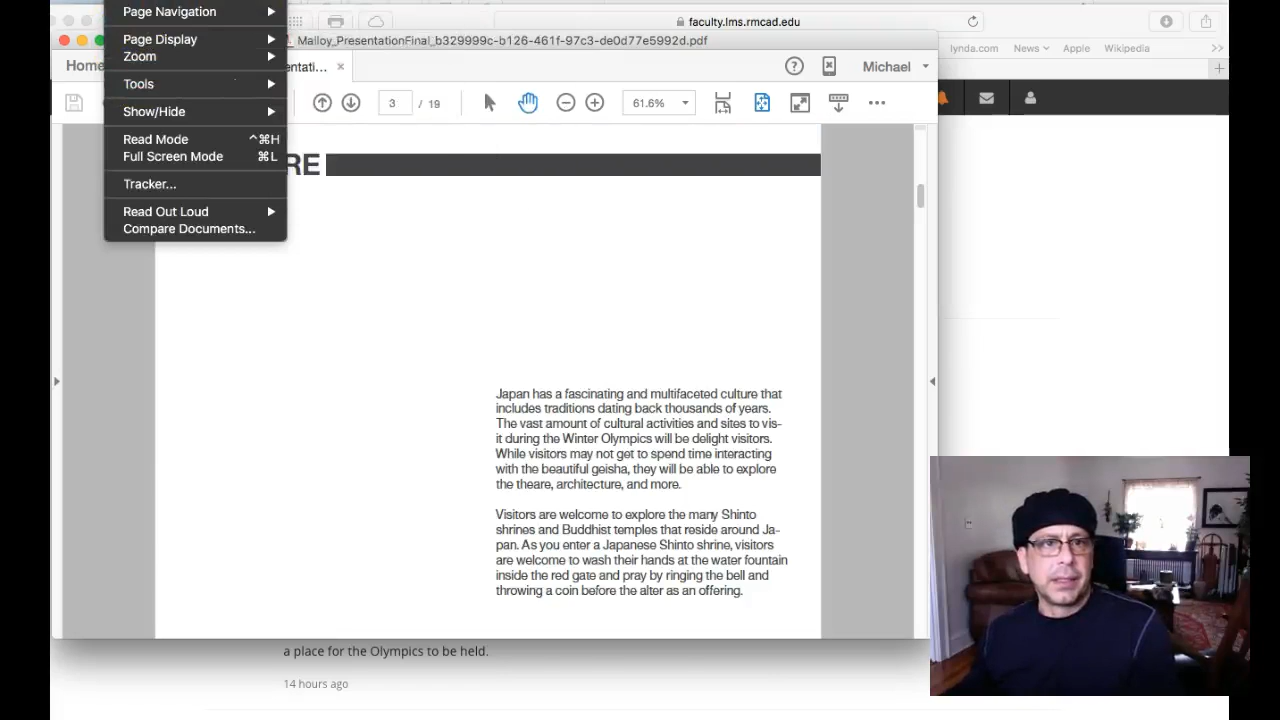 Page Navigation
Page Display
Zoom
Tools
Show/Hide
Read Mode ^⌘H
Full Screen Mode ⌘L
Tracker...
Read Out Loud
Compare Documents...
faculty.lms.rmcad.edu
lynda.com News Apple Wikipedia
Malloy_PresentationFinal_b329999c-b126-461f-97c3-de0d77e5992d.pdf
Home
entati...
Michael
3 / 19
61.6%
RE
Japan has a fascinating and multifaceted culture that
includes traditions dating back thousands of years.
The vast amount of cultural activities and sites to vis-
it during the Winter Olympics will be delight visitors.
While visitors may not get to spend time interacting
with the beautiful geisha, they will be able to explore
the theare, architecture, and more.
Visitors are welcome to explore the many Shinto
shrines and Buddhist temples that reside around Ja-
pan. As you enter a Japanese Shinto shrine, visitors
are welcome to wash their hands at the water fountain
inside the red gate and pray by ringing the bell and
throwing a coin before the alter as an offering.
a place for the Olympics to be held.
14 hours ago